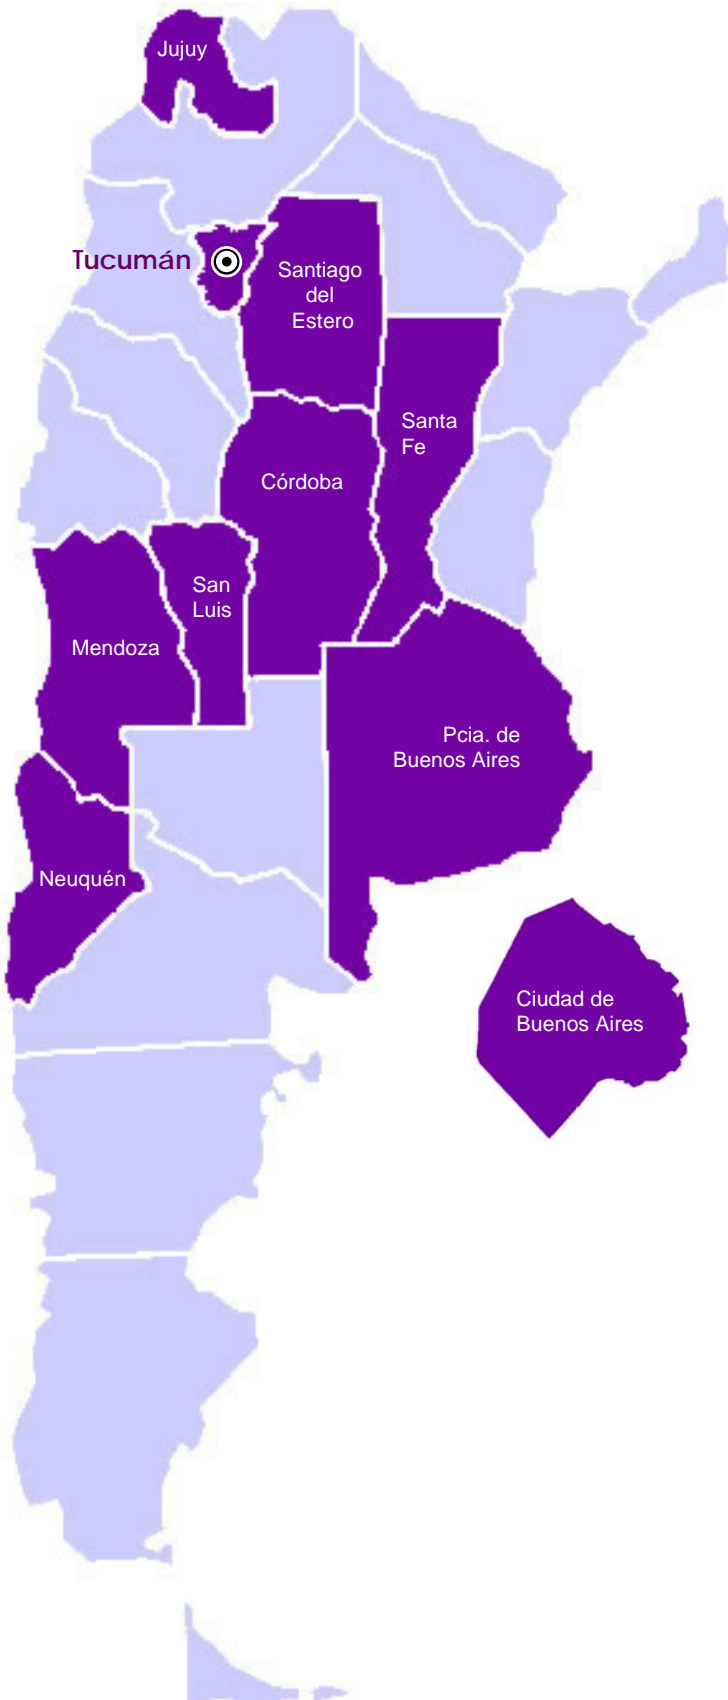 Jujuy
Tucumán
Santiago
del
Estero
Santa
Fe
Córdoba
San
Luis
Mendoza
Pcia. de
Buenos Aires
Neuquén
Ciudad de
Buenos Aires